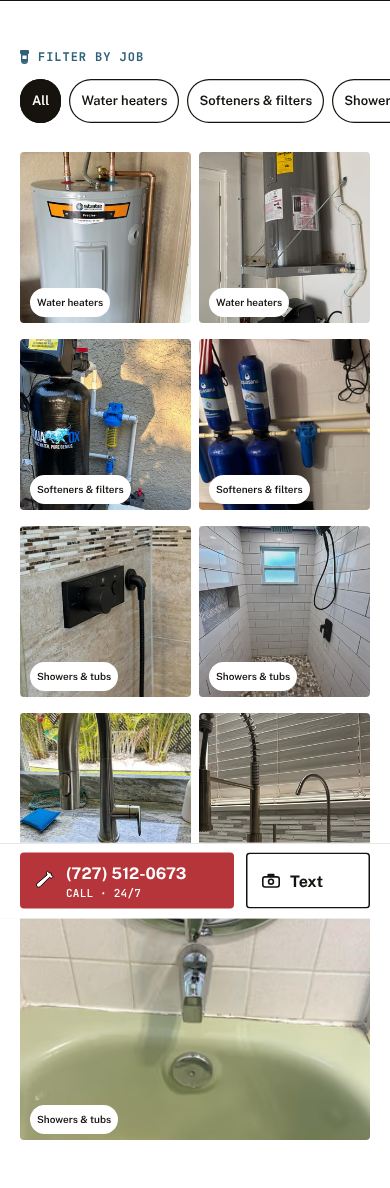 FILTER BY JOB
All
Water heaters
Softeners & filters
Shower
state
Water heaters
Water heaters
Softeners & filters
Softeners & filters
Showers & tubs
Showers & tubs
(727) 512-0673
CALL · 24/7
Text
Showers & tubs